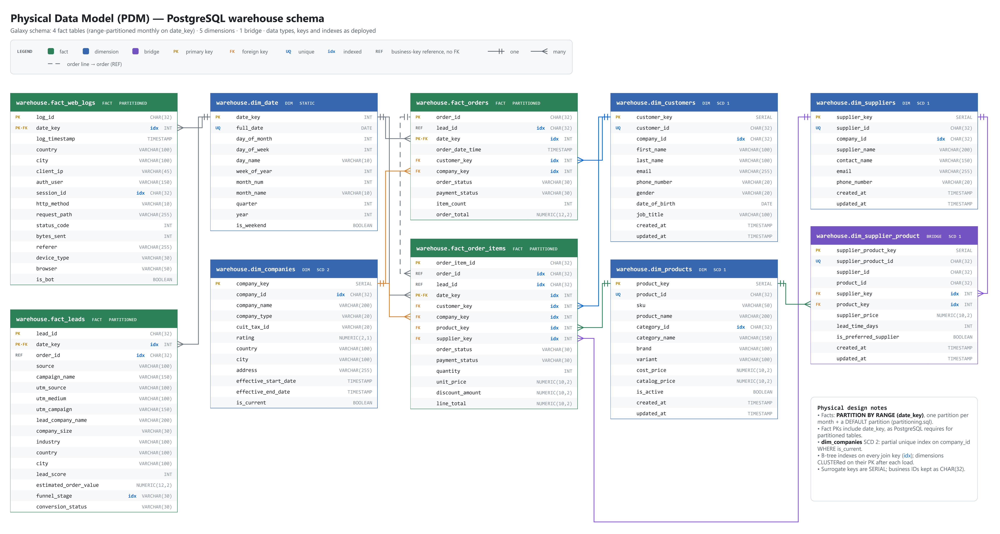 Physical Data Model (PDM) — PostgreSQL warehouse schema
Galaxy schema: 4 fact tables (range-partitioned monthly on date_key) · 5 dimensions · 1 bridge · data types, keys and indexes as deployed
LEGEND fact dimension bridge PK primary key FK foreign key UQ unique idx indexed REF business-key reference, no FK one many
order line → order (REF)
warehouse.fact_web_logs FACT PARTITIONED
PK log_id CHAR(32)
PK·FK date_key idx INT
log_timestamp TIMESTAMP
country VARCHAR(100)
city VARCHAR(100)
client_ip VARCHAR(45)
auth_user VARCHAR(150)
session_id idx CHAR(32)
http_method VARCHAR(10)
request_path VARCHAR(255)
status_code INT
bytes_sent INT
referer VARCHAR(255)
device_type VARCHAR(30)
browser VARCHAR(50)
is_bot BOOLEAN
warehouse.fact_leads FACT PARTITIONED
PK lead_id CHAR(32)
PK·FK date_key idx INT
REF order_id idx CHAR(32)
source VARCHAR(100)
campaign_name VARCHAR(150)
utm_source VARCHAR(100)
utm_medium VARCHAR(100)
utm_campaign VARCHAR(150)
lead_company_name VARCHAR(200)
company_size VARCHAR(30)
industry VARCHAR(100)
country VARCHAR(100)
city VARCHAR(100)
lead_score INT
estimated_order_value NUMERIC(12,2)
funnel_stage idx VARCHAR(30)
conversion_status VARCHAR(30)
warehouse.dim_date DIM STATIC
PK date_key INT
UQ full_date DATE
day_of_month INT
day_of_week INT
day_name VARCHAR(10)
week_of_year INT
month_num INT
month_name VARCHAR(10)
quarter INT
year INT
is_weekend BOOLEAN
warehouse.dim_companies DIM SCD 2
PK company_key SERIAL
company_id idx CHAR(32)
company_name VARCHAR(200)
company_type VARCHAR(20)
cuit_tax_id VARCHAR(20)
rating NUMERIC(2,1)
country VARCHAR(100)
city VARCHAR(100)
address VARCHAR(255)
effective_start_date TIMESTAMP
effective_end_date TIMESTAMP
is_current BOOLEAN
warehouse.fact_orders FACT PARTITIONED
PK order_id CHAR(32)
REF lead_id idx CHAR(32)
PK·FK date_key idx INT
order_date_time TIMESTAMP
FK customer_key idx INT
FK company_key idx INT
order_status VARCHAR(30)
payment_status VARCHAR(30)
item_count INT
order_total NUMERIC(12,2)
warehouse.fact_order_items FACT PARTITIONED
PK order_item_id CHAR(32)
REF order_id idx CHAR(32)
REF lead_id idx CHAR(32)
PK·FK date_key idx INT
FK customer_key idx INT
FK company_key idx INT
FK product_key idx INT
FK supplier_key idx INT
order_status VARCHAR(30)
payment_status VARCHAR(30)
quantity INT
unit_price NUMERIC(10,2)
discount_amount NUMERIC(10,2)
line_total NUMERIC(10,2)
warehouse.dim_customers DIM SCD 1
PK customer_key SERIAL
UQ customer_id CHAR(32)
company_id idx CHAR(32)
first_name VARCHAR(100)
last_name VARCHAR(100)
email VARCHAR(255)
phone_number VARCHAR(20)
gender VARCHAR(20)
date_of_birth DATE
job_title VARCHAR(100)
created_at TIMESTAMP
updated_at TIMESTAMP
warehouse.dim_products DIM SCD 1
PK product_key SERIAL
UQ product_id CHAR(32)
sku VARCHAR(50)
product_name VARCHAR(200)
category_id idx CHAR(32)
category_name VARCHAR(150)
brand VARCHAR(100)
variant VARCHAR(100)
cost_price NUMERIC(10,2)
catalog_price NUMERIC(10,2)
is_active BOOLEAN
created_at TIMESTAMP
updated_at TIMESTAMP
warehouse.dim_suppliers DIM SCD 1
PK supplier_key SERIAL
UQ supplier_id CHAR(32)
company_id idx CHAR(32)
supplier_name VARCHAR(200)
contact_name VARCHAR(150)
email VARCHAR(255)
phone_number VARCHAR(20)
created_at TIMESTAMP
updated_at TIMESTAMP
warehouse.dim_supplier_product BRIDGE SCD 1
PK supplier_product_key SERIAL
UQ supplier_product_id CHAR(32)
supplier_id CHAR(32)
product_id CHAR(32)
FK supplier_key idx INT
FK product_key idx INT
supplier_price NUMERIC(10,2)
lead_time_days INT
is_preferred_supplier BOOLEAN
created_at TIMESTAMP
updated_at TIMESTAMP
Physical design notes
• Facts: PARTITION BY RANGE (date_key), one partition per
month + a DEFAULT partition (partitioning.sql).
• Fact PKs include date_key, as PostgreSQL requires for
partitioned tables.
• dim_companies SCD 2: partial unique index on company_id
WHERE is_current.
• B-tree indexes on every join key (idx); dimensions
CLUSTERed on their PK after each load.
• Surrogate keys are SERIAL; business IDs kept as CHAR(32).